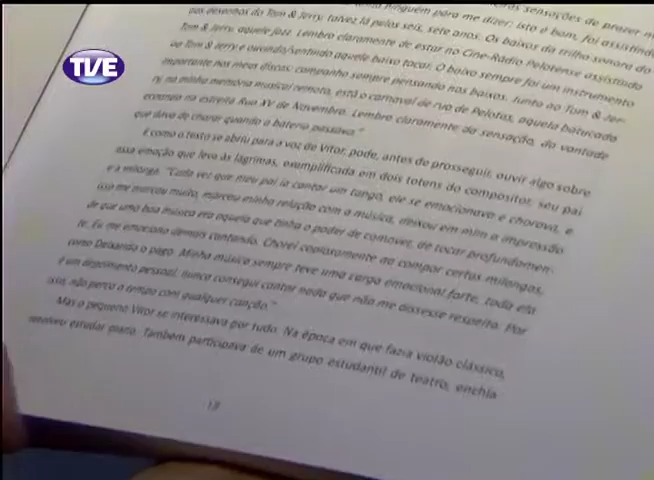 TVE
sensações de prazer
nos desenhos do Tom & Jerry, talvez lá pelos seis, sete anos. Os baixos da trilha sonora do
Tom & Jerry, aquele jazz. Lembro claramente de estar no Cine-Rádio Pelotense assistindo
ao Tom & Jerry e ouvindo/sentindo aquele baixo tocar. O baixo sempre foi um instrumento
importante nos meus discos; componho sempre pensando nos baixos. Junto ao Tom & Jer-
ry, na minha memória musical remota, está o carnaval de rua de Pelotas, aquela batucada
ecoando na estreita Rua XV de Novembro. Lembro claramente da sensação, da vontade
que dava de chorar quando a bateria passava."
E como o texto se abriu para a voz de Vitor, pode, antes de prosseguir, ouvir algo sobre
essa emoção que leva às lágrimas, exemplificada em dois totens do compositor, seu pai
e a milonga. "Cada vez que meu pai ia cantar um tango, ele se emocionava e chorava, e
isso me marcou muito, marcou minha relação com a música, deixou em mim a impressão
de que uma boa música era aquela que tinha o poder de comover, de tocar profundamen-
te. Eu me emociono demais cantando. Chorei copiosamente ao compor certas milongas,
como Deixando o pago. Minha música sempre teve uma carga emocional forte, toda ela
é um depoimento pessoal, nunca consegui cantar nada que não me dissesse respeito. Por
isso, não perco o tempo com qualquer canção."
Mas o pequeno Vitor se interessava por tudo. Na época em que fazia violão clássico,
resolveu estudar piano. Também participava de um grupo estudantil de teatro, enchia